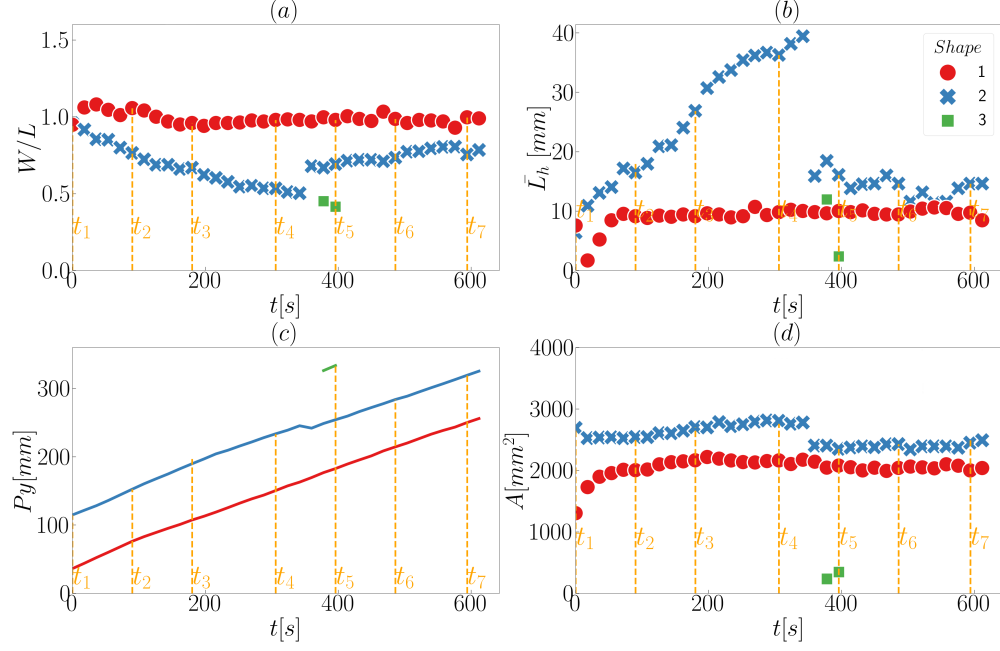 (a)
W/L
1.5
1.0
0.5
0.0
t1 t2 t3 t4 t5 t6 t7
0 200 400 600
t[s]
(b)
L̄h [mm]
40
30
20
10
0
t1 t2 t3 t4 t5 t6 t7
0 200 400 600
t[s]
Shape
1
2
3
(c)
Py[mm]
300
200
100
0
t1 t2 t3 t4 t5 t6 t7
0 200 400 600
t[s]
(d)
A[mm²]
4000
3000
2000
1000
0
t1 t2 t3 t4 t5 t6 t7
0 200 400 600
t[s]